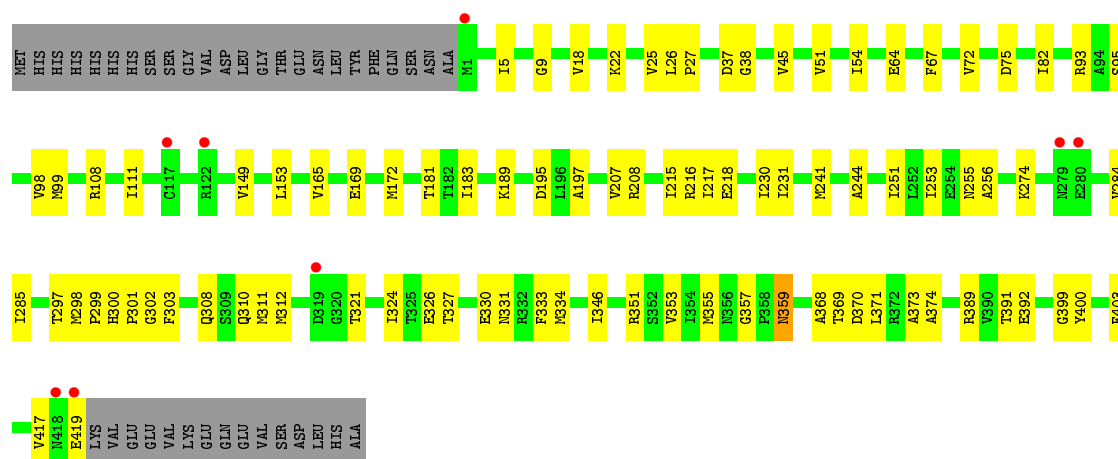 MET HIS HIS HIS HIS HIS HIS SER SER GLY VAL ASP LEU GLY THR GLU ASN LEU TYR PHE GLN SER ASN ALA M1 I5 G9 V18 K22 V25 L26 P27 D37 G38 V45 V51 I54 E64 F67 V72 D75 I82 R93 A94 S95
V98 M99 R108 I111 C117 R122 V149 L153 V165 E169 M172 T181 T182 I183 K189 D195 L196 A197 V207 R208 I215 R216 I217 E218 I230 I231 M241 A244 I251 L252 I253 E254 N255 A256 K274 N279 E280
I285 T297 M298 P299 H300 P301 G302 F303 Q308 S309 Q310 M311 M312 D319 G320 T321 I324 T325 E326 T327 E330 N331 R332 F333 M334 I346 R351 S352 V353 I354 M355 N356 G357 P358 N359 A368 T369 D370 L371 R372 A373 A374 R389 V390 T391 E392 G399 Y400
V417 N418 E419 LYS VAL GLU GLU VAL LYS GLU GLN GLU VAL SER ASP LEU HIS ALA